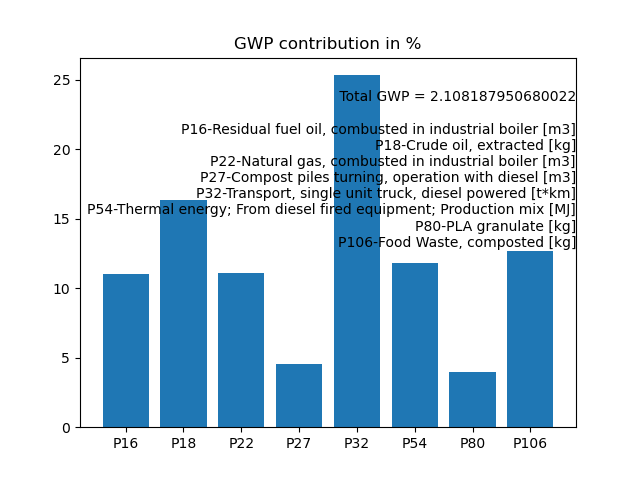 GWP contribution in %
25
20
15
10
5
0
Total GWP = 2.108187950680022
P16-Residual fuel oil, combusted in industrial boiler [m3]
P18-Crude oil, extracted [kg]
P22-Natural gas, combusted in industrial boiler [m3]
P27-Compost piles turning, operation with diesel [m3]
P32-Transport, single unit truck, diesel powered [t*km]
P54-Thermal energy; From diesel fired equipment; Production mix [MJ]
P80-PLA granulate [kg]
P106-Food Waste, composted [kg]
P16 P18 P22 P27 P32 P54 P80 P106